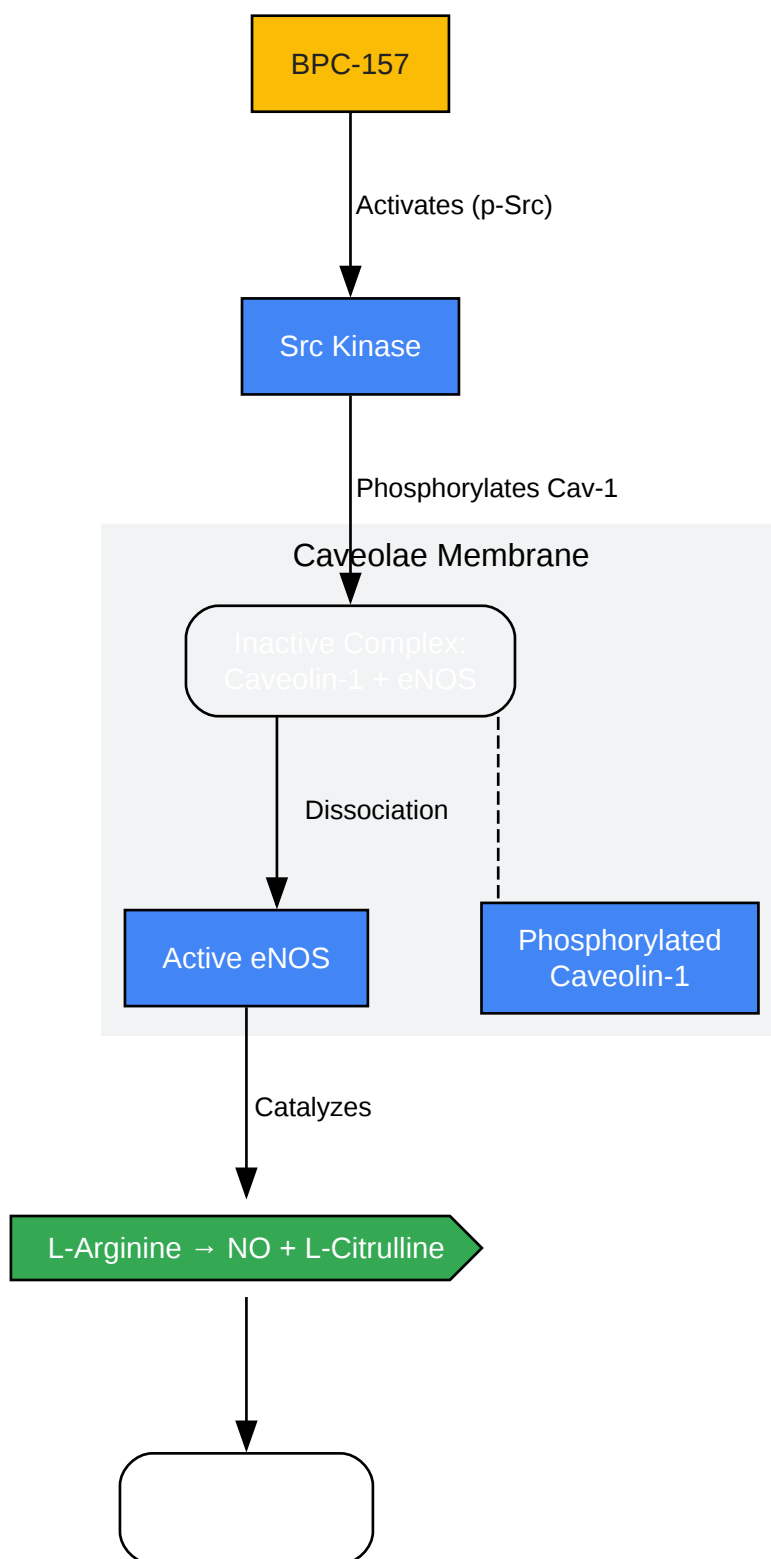 BPC-157
Activates (p-Src)
Src Kinase
Phosphorylates Cav-1
Caveolae Membrane
Inactive Complex:
Caveolin-1 + eNOS
Dissociation
Active eNOS
Phosphorylated
Caveolin-1
Catalyzes
L-Arginine → NO + L-Citrulline